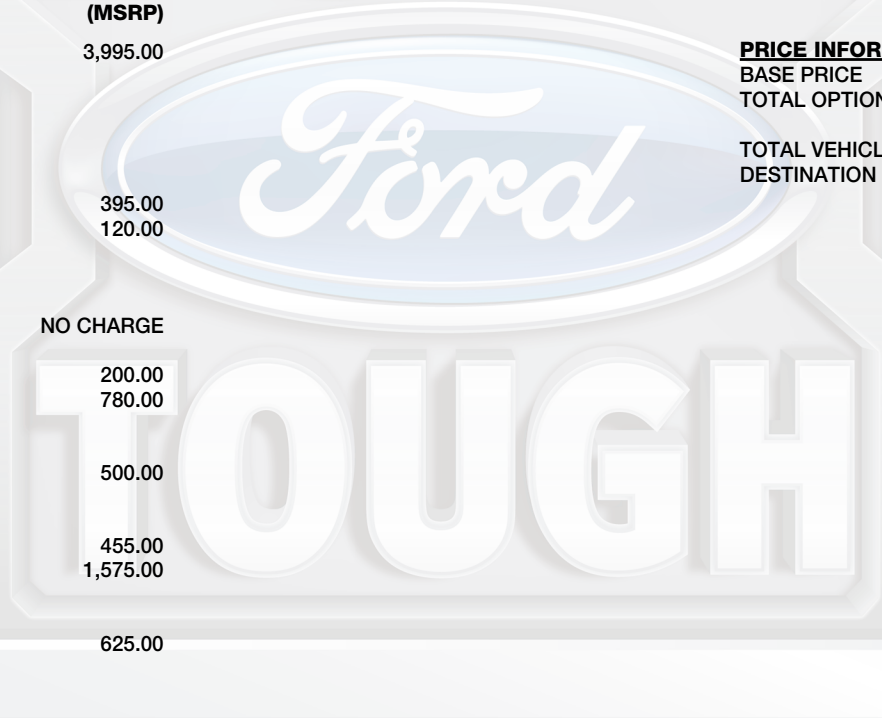 (MSRP)
3,995.00
395.00
120.00
NO CHARGE
200.00
780.00
500.00
455.00
1,575.00
625.00
PRICE INFOR
BASE PRICE
TOTAL OPTION
TOTAL VEHICL
DESTINATION
Ford
TOUGH